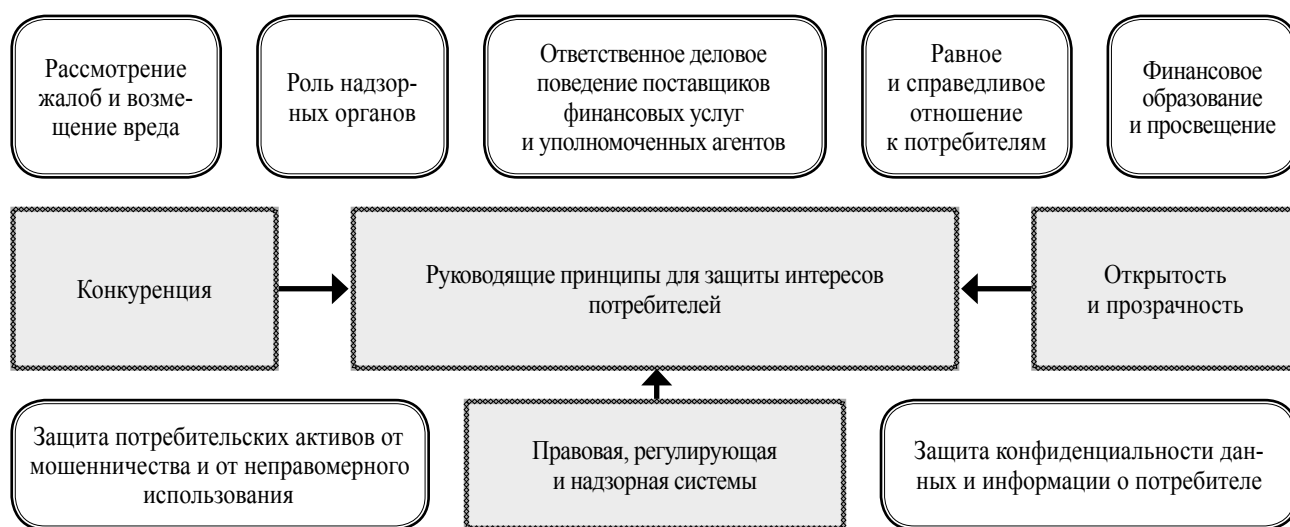 Рассмотрение
жалоб и возме-
щение вреда
Роль надзор-
ных органов
Ответственное деловое
поведение поставщиков
финансовых услуг
и уполномоченных агентов
Равное
и справедливое
отношение
к потребителям
Финансовое
образование
и просвещение
Конкуренция
Руководящие принципы для защиты интересов
потребителей
Открытость
и прозрачность
Защита потребительских активов от
мошенничества и от неправомерного
использования
Правовая, регулирующая
и надзорная системы
Защита конфиденциальности дан-
ных и информации о потребителе